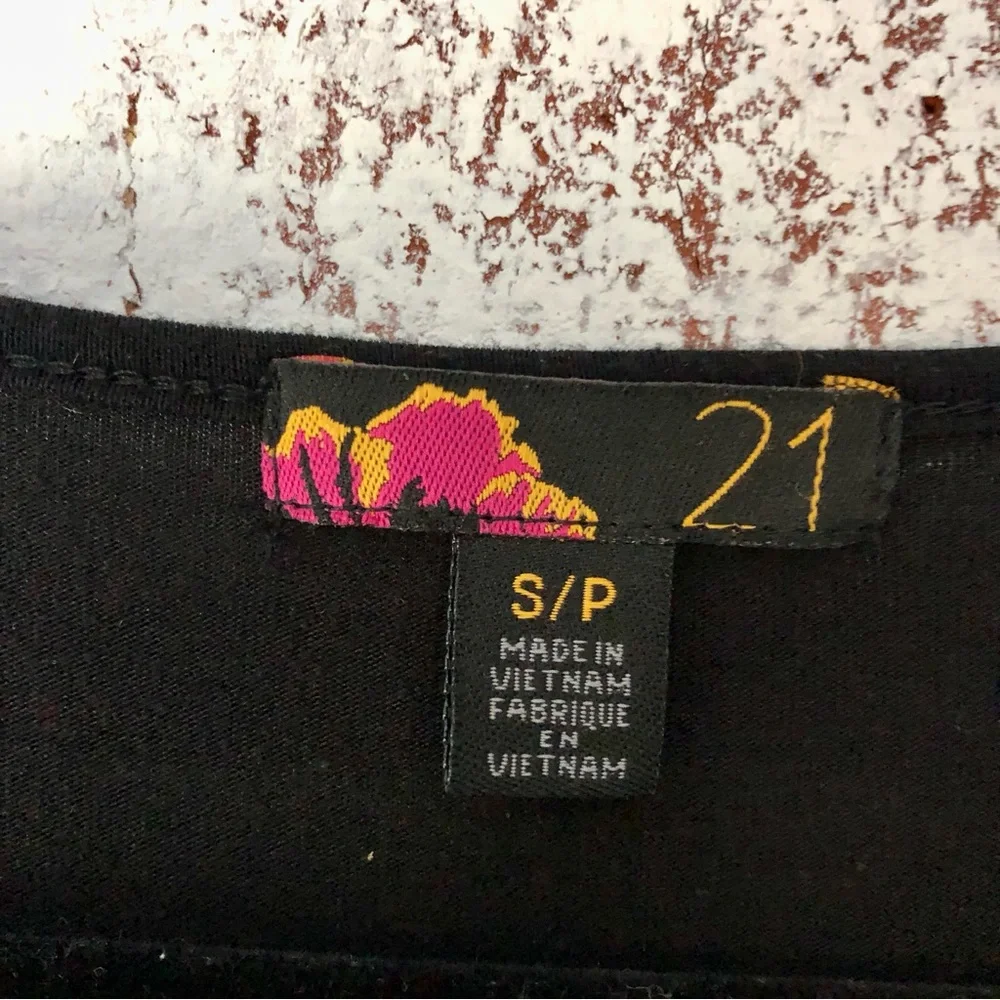 21
S/P
MADE IN
VIETNAM
FABRIQUE
EN
VIETNAM